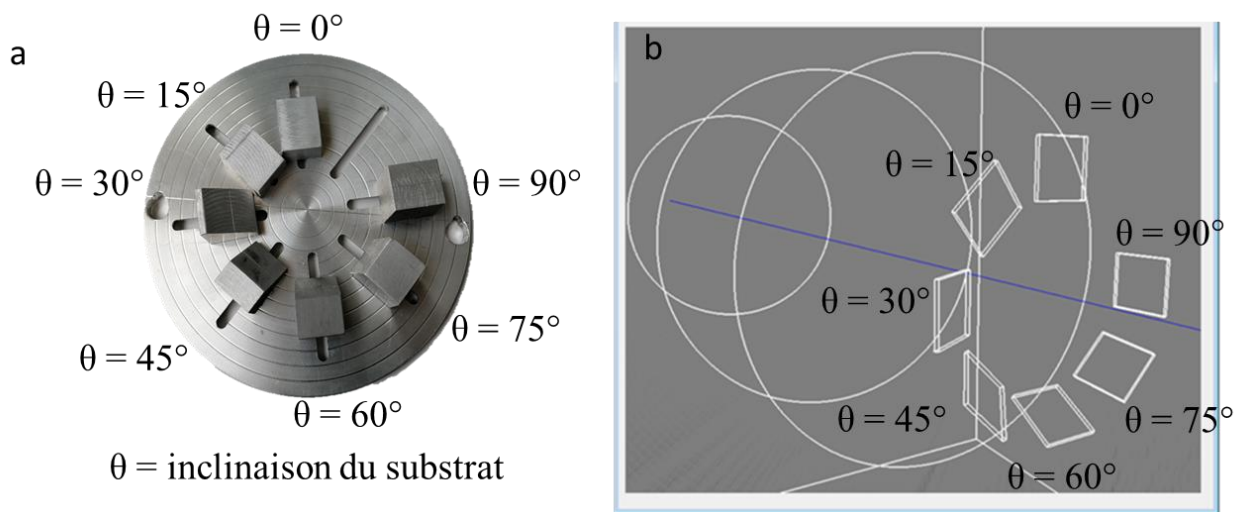 a
θ = 0°
θ = 15°
θ = 30°
θ = 90°
θ = 45°
θ = 75°
θ = 60°
θ = inclinaison du substrat
b
θ = 0°
θ = 15°
θ = 90°
θ = 30°
θ = 45°
θ = 75°
θ = 60°